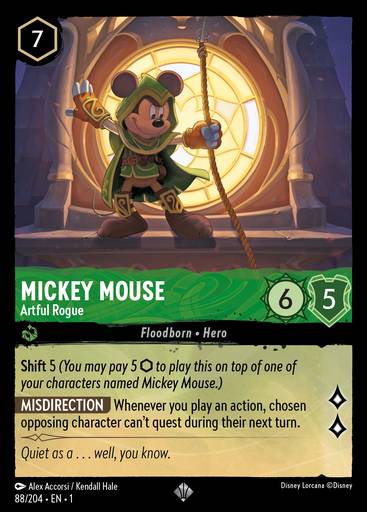 7
MICKEY MOUSE
Artful Rogue
6
5
Floodborn • Hero
Shift 5 (You may pay 5 to play this on top of one of
your characters named Mickey Mouse.)
MISDIRECTION Whenever you play an action, chosen
opposing character can't quest during their next turn.
Quiet as a . . . well, you know.
Alex Accorsi / Kendall Hale
Disney Lorcana ©Disney
88/204 • EN • 1